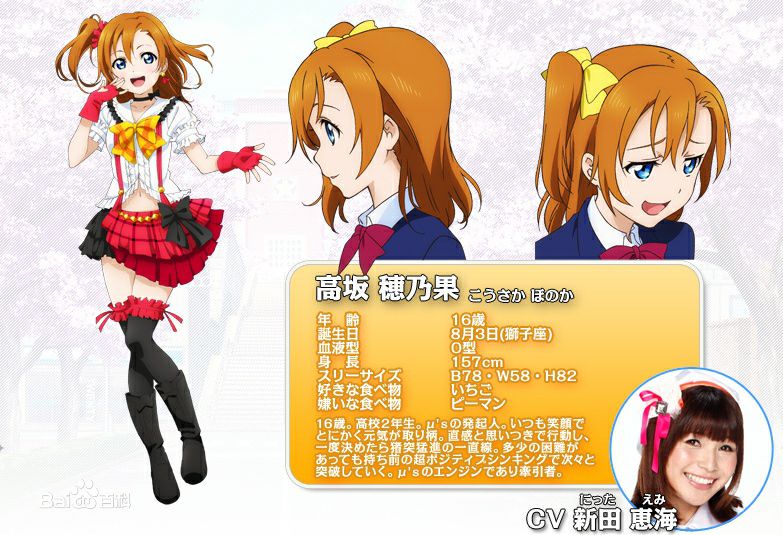 高坂 穂乃果 こうさか ほのか
年 齢 16歳
誕生日 8月3日(獅子座)
血液型 O型
身 長 157cm
スリーサイズ B78・W58・H82
好きな食べ物 いちご
嫌いな食べ物 ピーマン
16歳。高校2年生。μ'sの発起人。いつも笑顔で
とにかく元気が取り柄。直感と思いつきで行動し、
一度決めたら猪突猛進の一直線。多少の困難が
あっても持ち前の超ポジティブシンキングで次々と
突破していく。μ'sのエンジンであり牽引者。
にった えみ
CV 新田 恵海
Bai百科